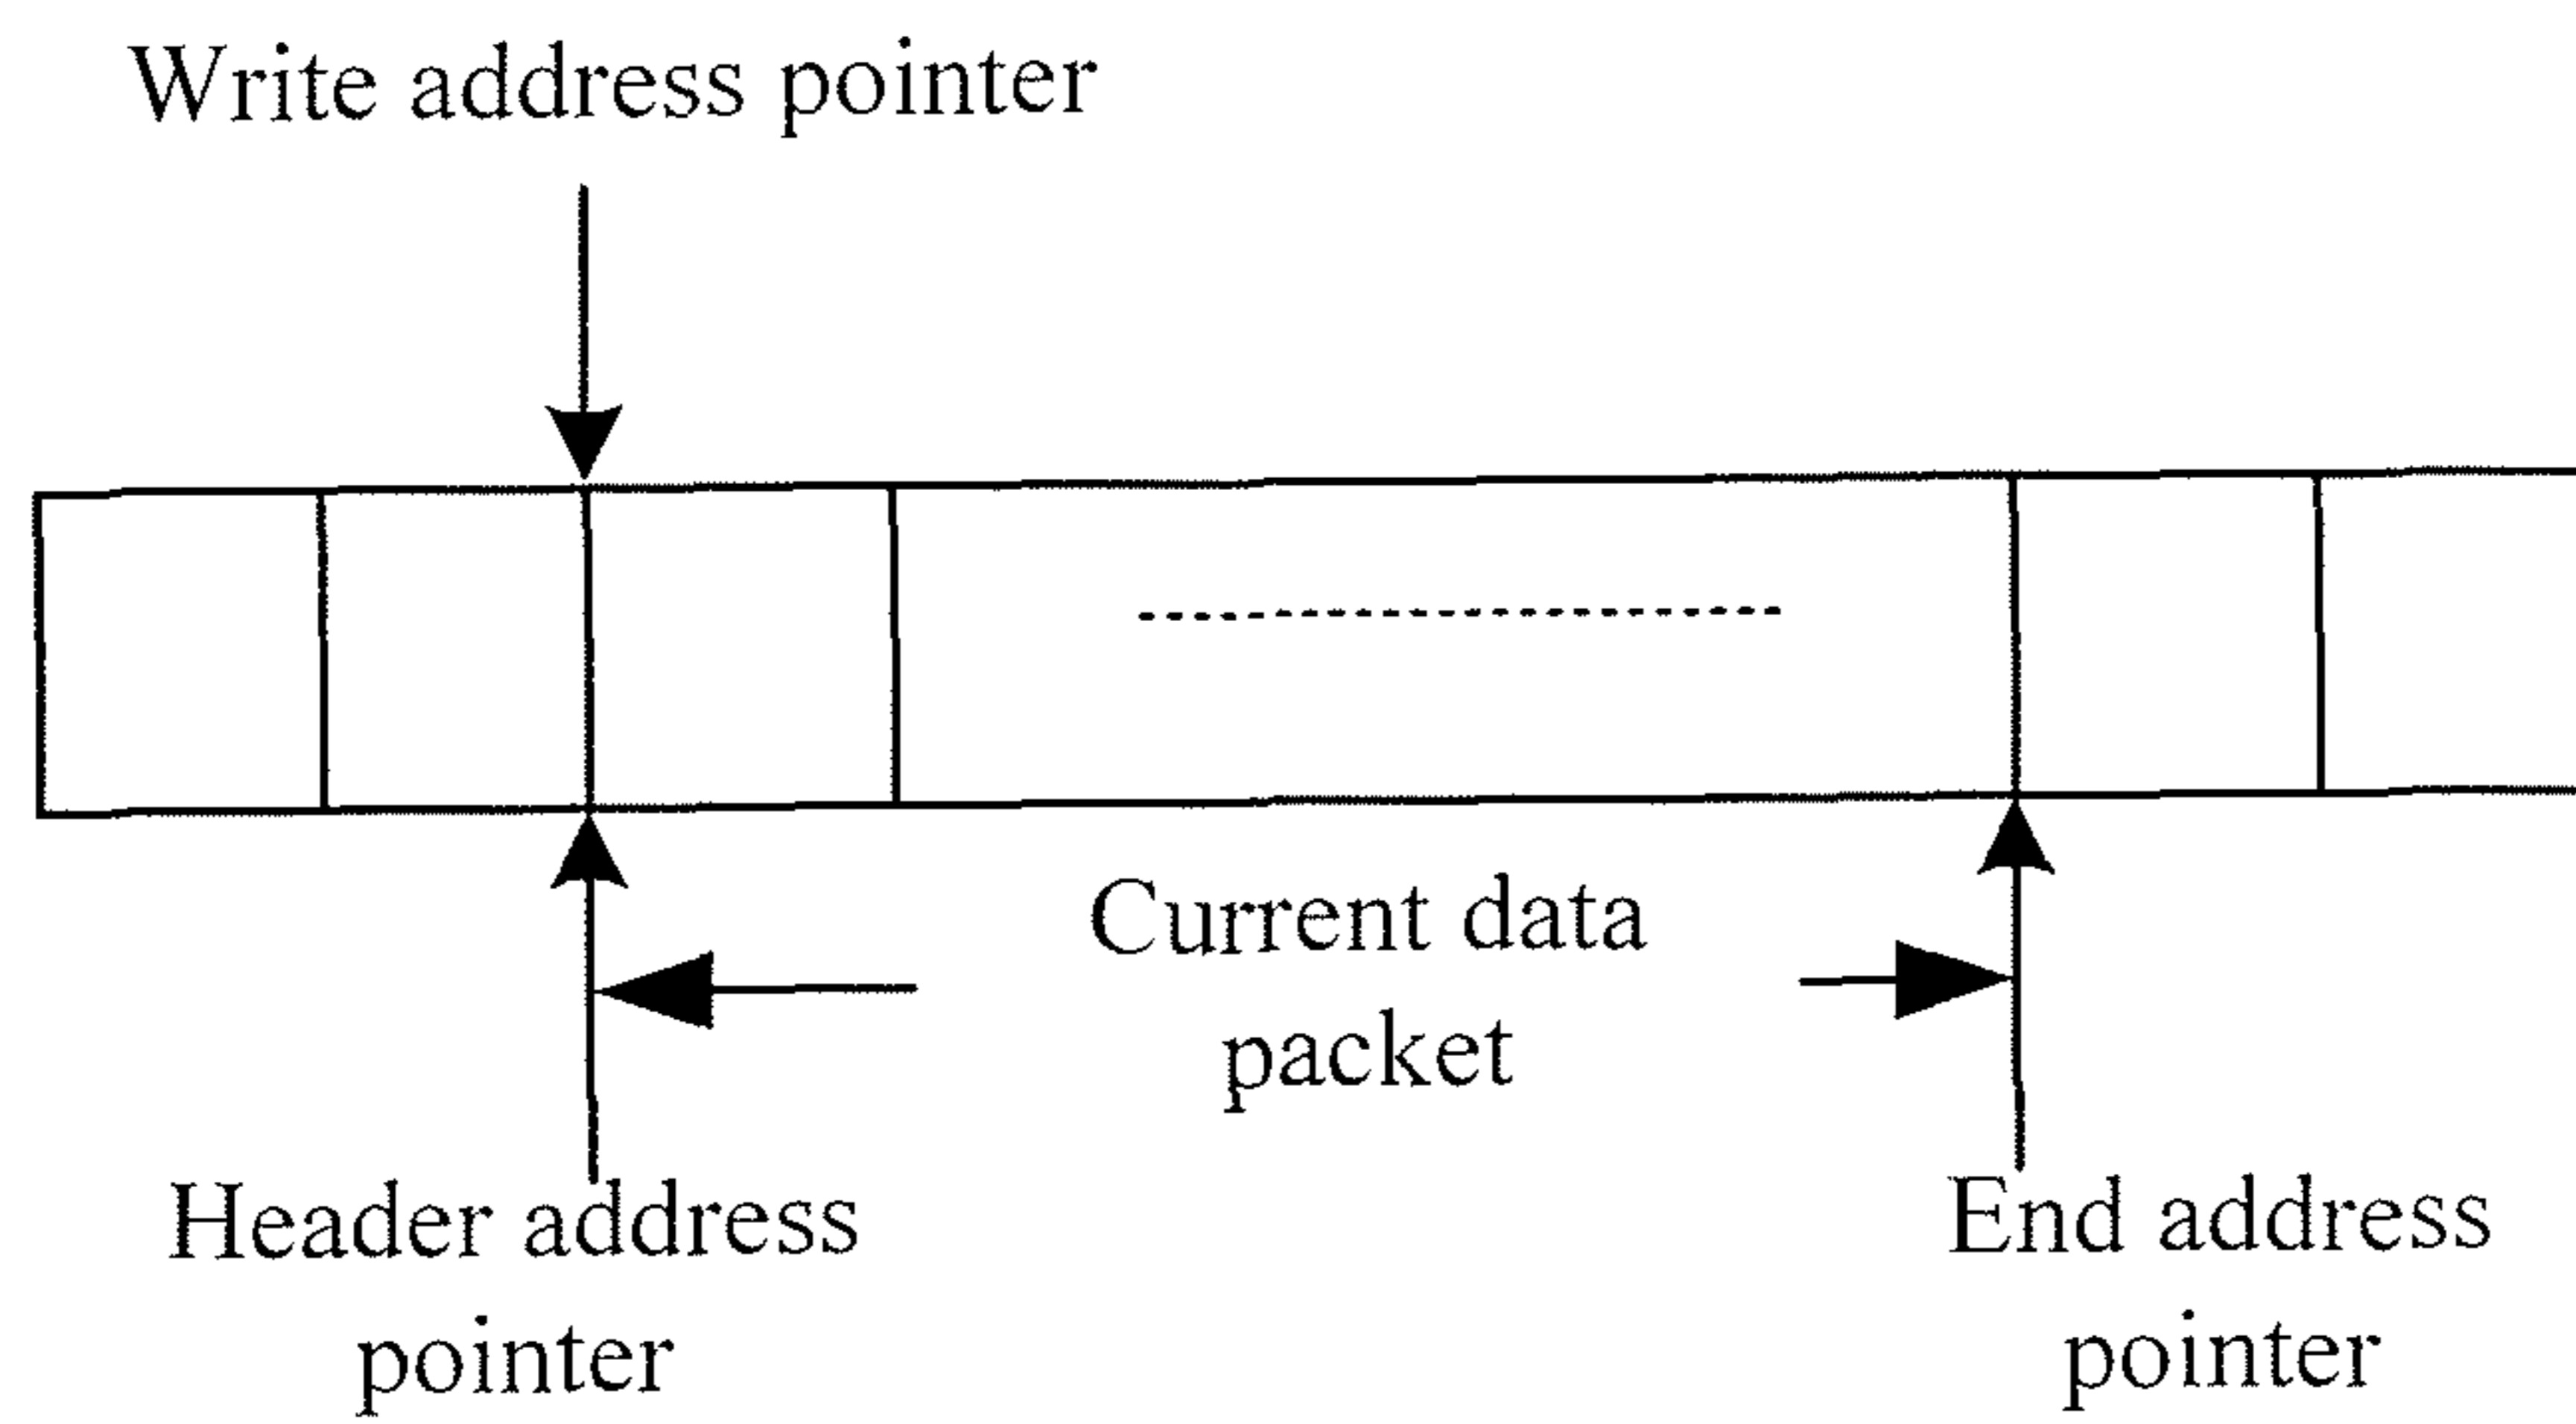 Write address pointer
Current data
packet
Header address
pointer
End address
pointer